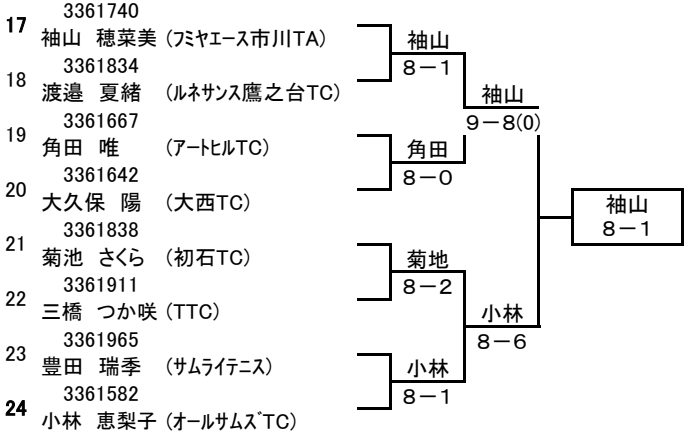 3361740
17 袖山 穂菜美 (フミヤエース市川TA)
3361834
18 渡邉 夏緒 (ルネサンス鷹之台TC)
3361667
19 角田 唯 (アートヒルTC)
3361642
20 大久保 陽 (大西TC)
3361838
21 菊池 さくら (初石TC)
3361911
22 三橋 つか咲 (TTC)
3361965
23 豊田 瑞季 (サムライテニス)
3361582
24 小林 恵梨子 (オールサムズTC)
袖山
8－1
角田
8－0
菊地
8－2
小林
8－1
袖山
9－8(0)
小林
8－6
袖山
8－1